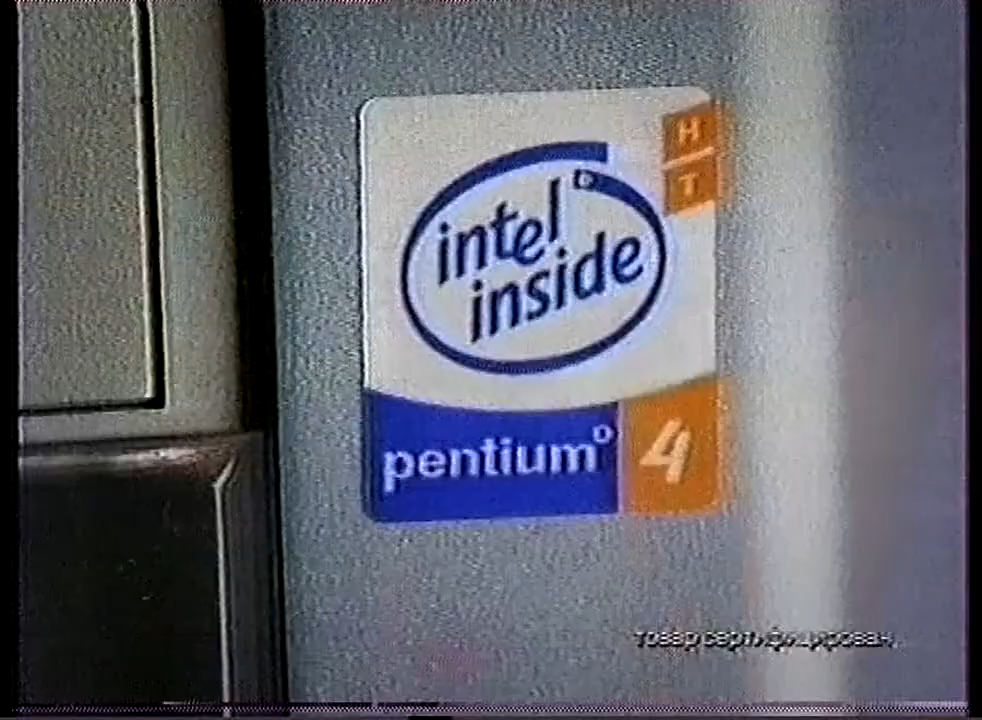 H
T
intel
inside
pentium
4
товар сертифицирован